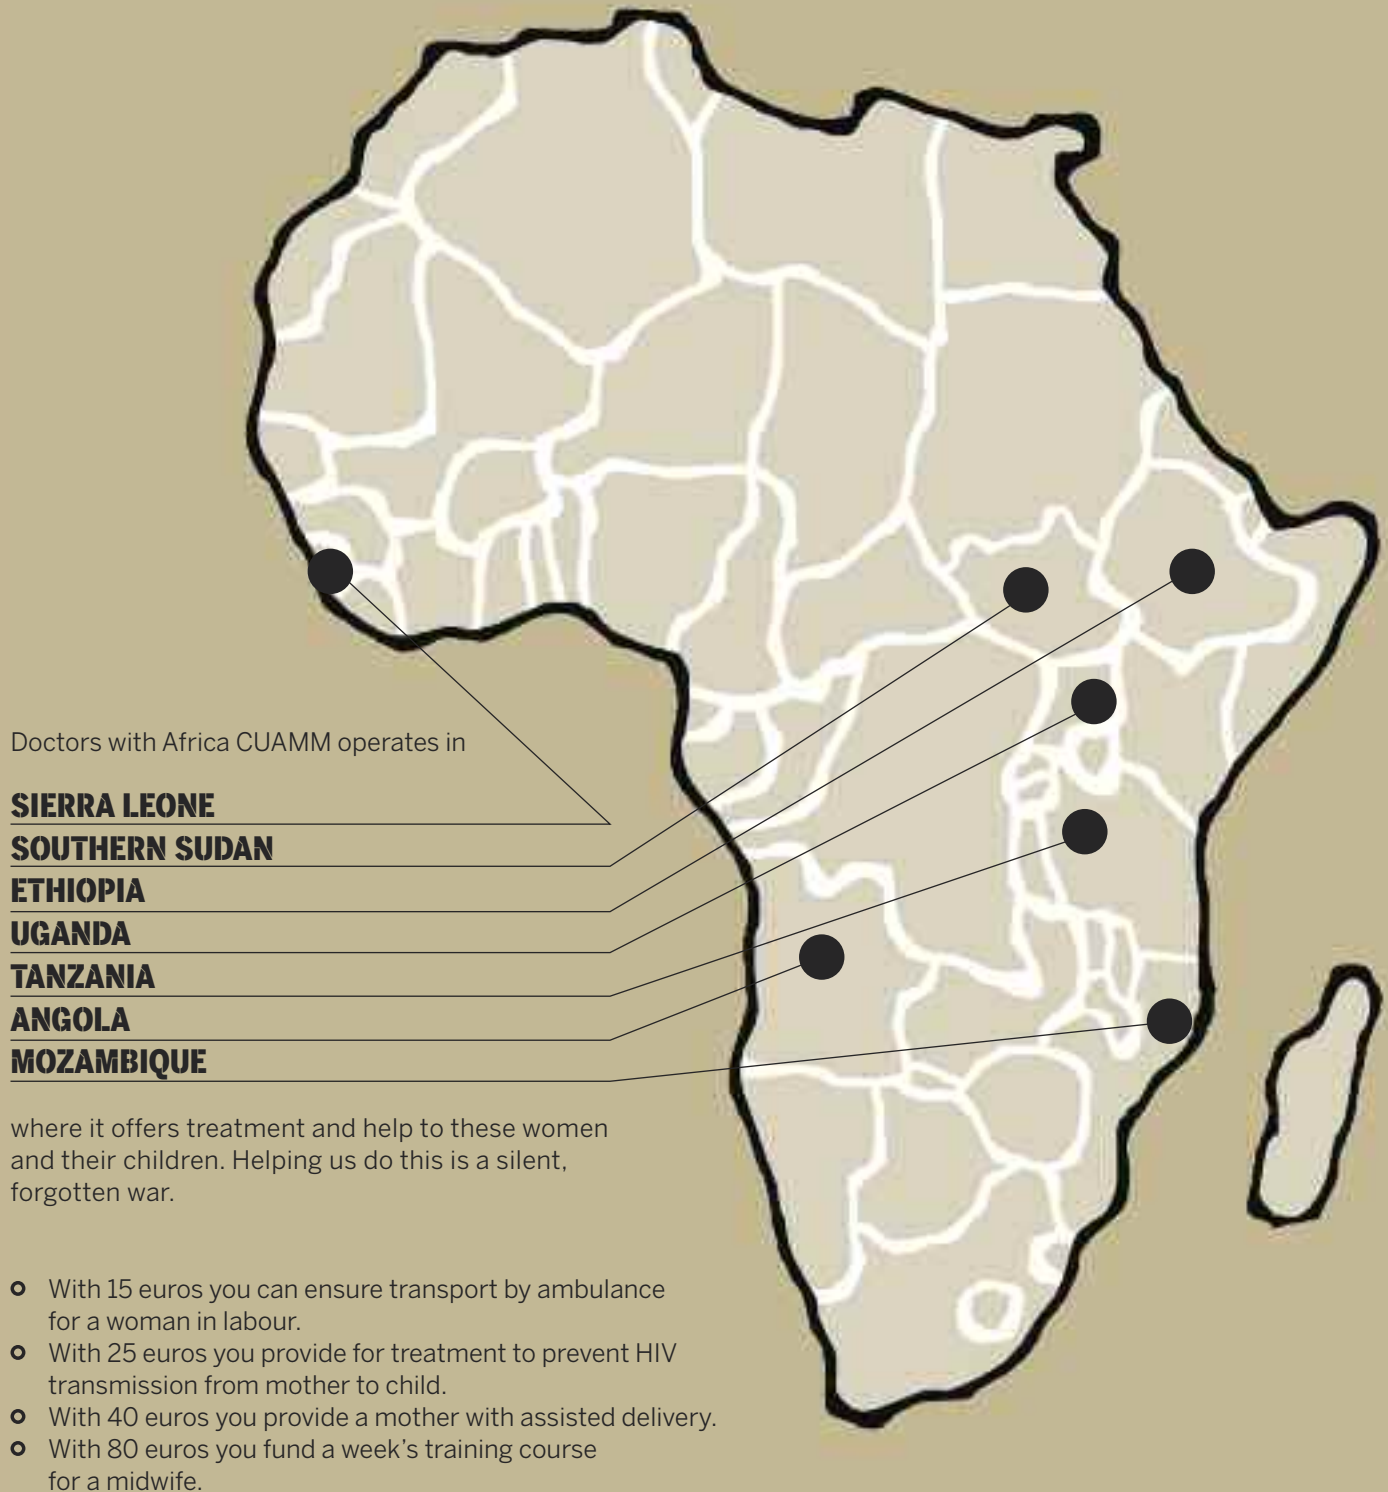 Doctors with Africa CUAMM operates in
SIERRA LEONE
SOUTHERN SUDAN
ETHIOPIA
UGANDA
TANZANIA
ANGOLA
MOZAMBIQUE
where it offers treatment and help to these women
and their children. Helping us do this is a silent,
forgotten war.
With 15 euros you can ensure transport by ambulance
for a woman in labour.
With 25 euros you provide for treatment to prevent HIV
transmission from mother to child.
With 40 euros you provide a mother with assisted delivery.
With 80 euros you fund a week’s training course
for a midwife.